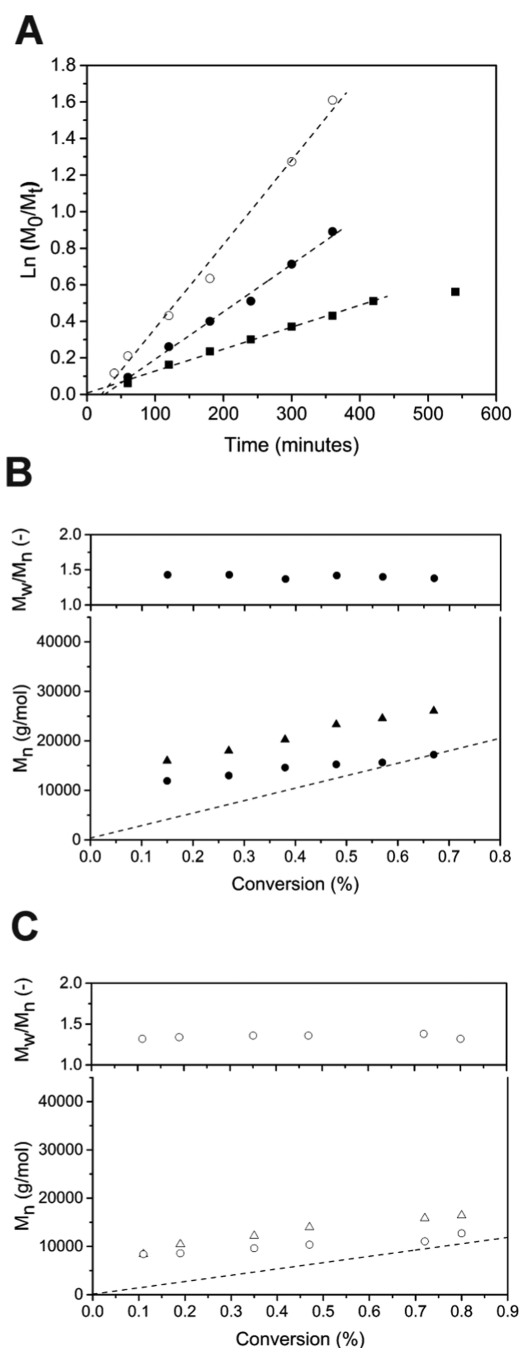 A
1.8
1.6
1.4
1.2
1.0
0.8
0.6
0.4
0.2
0.0
Ln (M0/Mt)
0 100 200 300 400 500 600
Time (minutes)
B
2.0
1.5
1.0
Mw/Mn (-)
40000
30000
20000
10000
0
Mn (g/mol)
0.0 0.1 0.2 0.3 0.4 0.5 0.6 0.7 0.8
Conversion (%)
C
2.0
1.5
1.0
Mw/Mn (-)
40000
30000
20000
10000
0
Mn (g/mol)
0.0 0.1 0.2 0.3 0.4 0.5 0.6 0.7 0.8 0.9
Conversion (%)